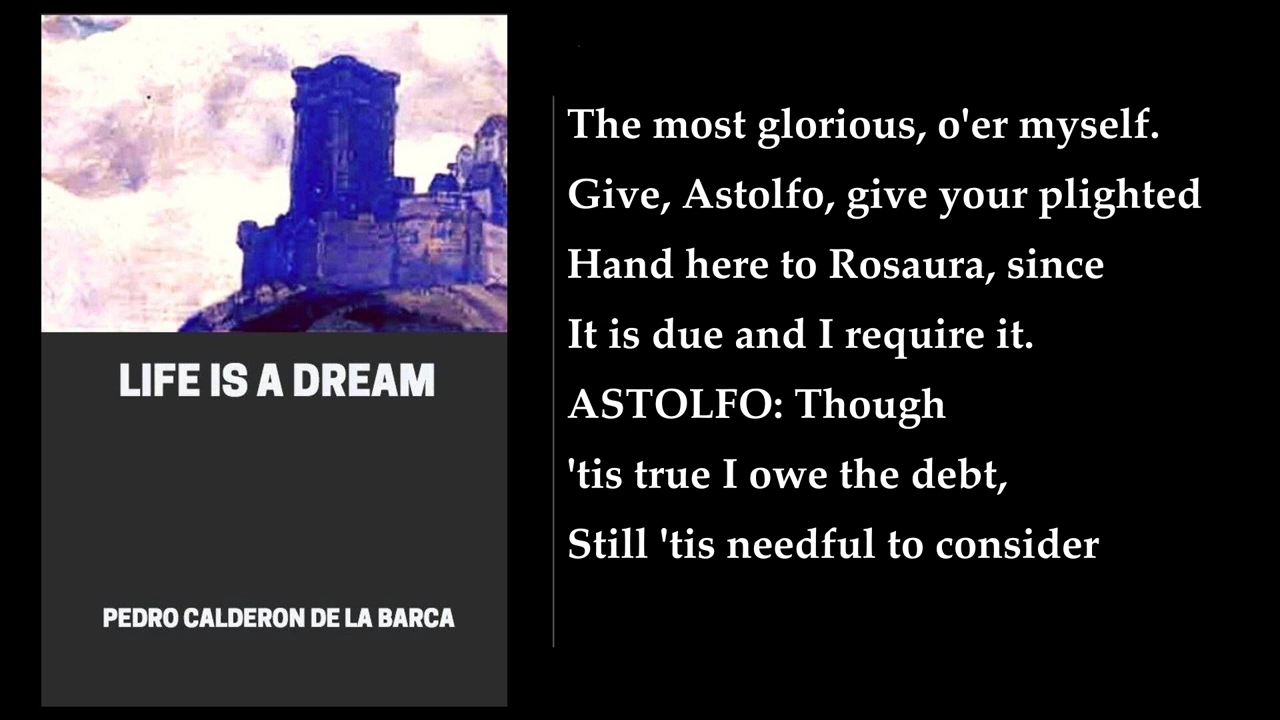 LIFE IS A DREAM
PEDRO CALDERON DE LA BARCA
The most glorious, o'er myself.
Give, Astolfo, give your plighted
Hand here to Rosaura, since
It is due and I require it.
ASTOLFO: Though
'tis true I owe the debt,
Still 'tis needful to consider